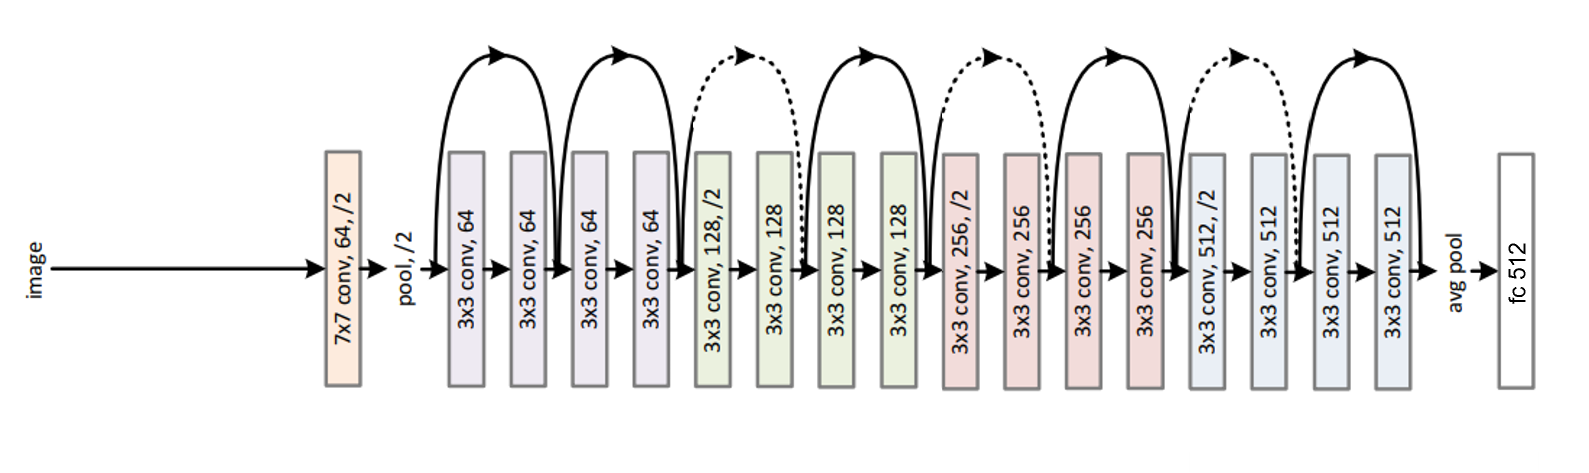 image
7x7 conv, 64, /2
pool, /2
3x3 conv, 64
3x3 conv, 64
3x3 conv, 64
3x3 conv, 64
3x3 conv, 128, /2
3x3 conv, 128
3x3 conv, 128
3x3 conv, 128
3x3 conv, 256, /2
3x3 conv, 256
3x3 conv, 256
3x3 conv, 256
3x3 conv, 512, /2
3x3 conv, 512
3x3 conv, 512
3x3 conv, 512
avg pool
fc 512